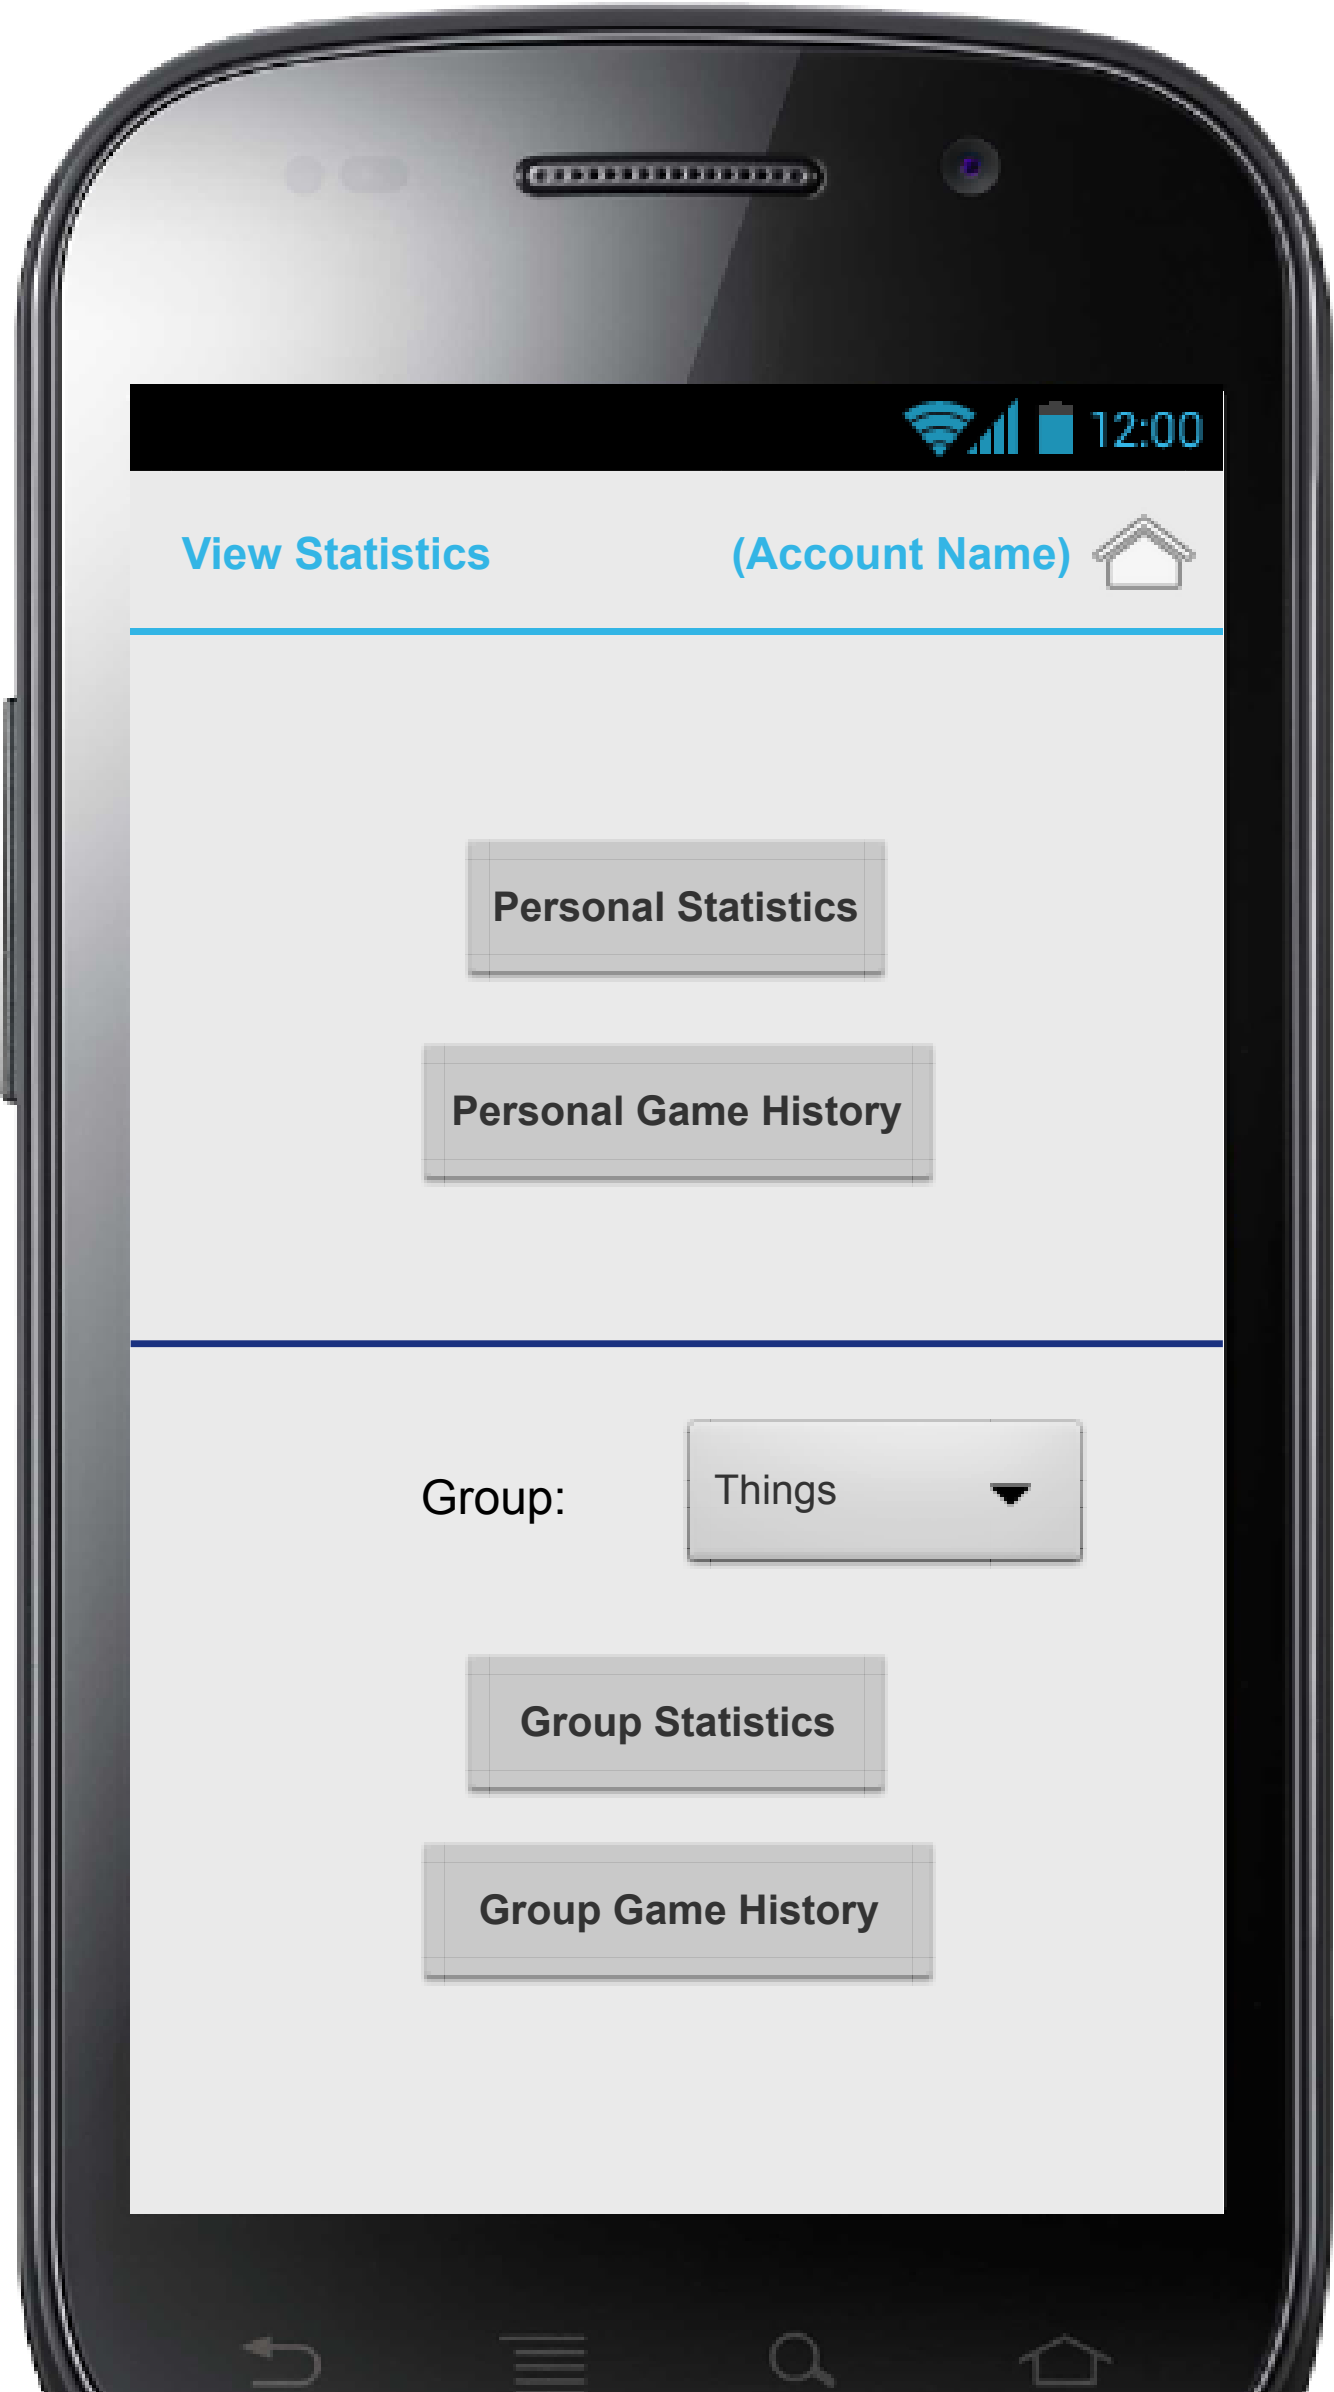 12:00
View Statistics (Account Name)
Personal Statistics
Personal Game History
Group: Things
Group Statistics
Group Game History